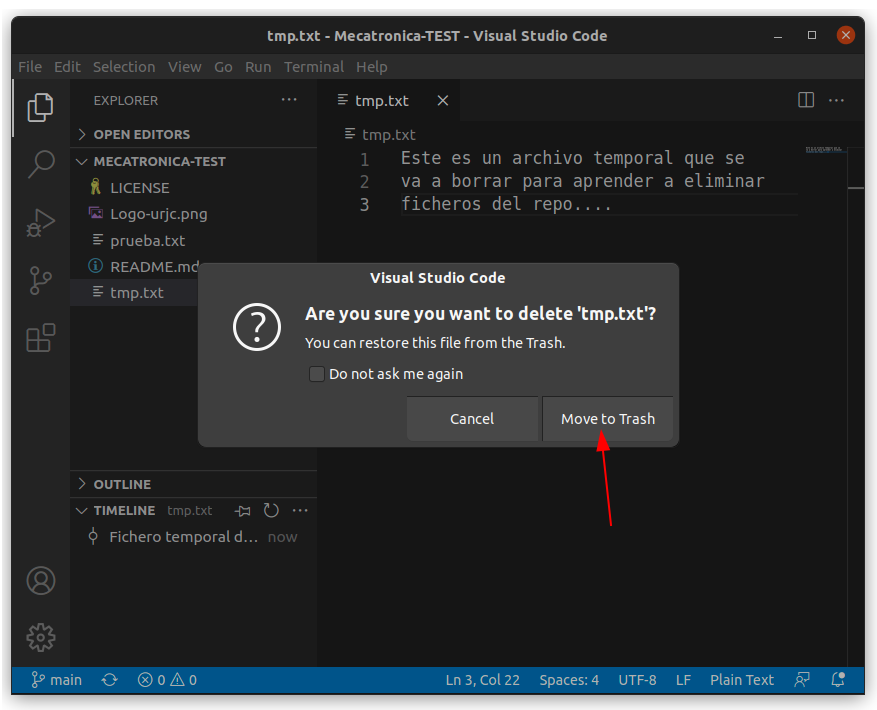 tmp.txt - Mecatronica-TEST - Visual Studio Code
File Edit Selection View Go Run Terminal Help
EXPLORER
tmp.txt
OPEN EDITORS
tmp.txt
MECATRONICA-TEST
LICENSE
Logo-urjc.png
prueba.txt
README.md
tmp.txt
1 Este es un archivo temporal que se
2 va a borrar para aprender a eliminar
3 ficheros del repo....
Visual Studio Code
Are you sure you want to delete 'tmp.txt'?
You can restore this file from the Trash.
Do not ask me again
Cancel
Move to Trash
OUTLINE
TIMELINE tmp.txt
Fichero temporal d... now
main 0 0 Ln 3, Col 22 Spaces: 4 UTF-8 LF Plain Text